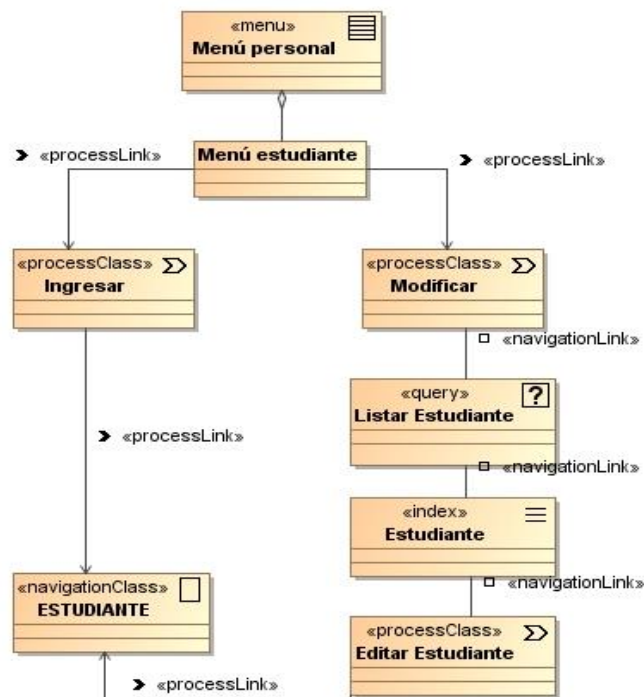 «menu»
Menú personal
Menú estudiante
«processLink»
«processLink»
«processClass»
Ingresar
«processClass»
Modificar
«navigationLink»
«query»
?
Listar Estudiante
«processLink»
«navigationLink»
«index»
Estudiante
«navigationClass»
ESTUDIANTE
«navigationLink»
«processClass»
Editar Estudiante
«processLink»